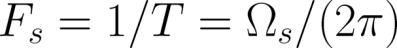 F_s = 1/T = Ω_s/(2π)